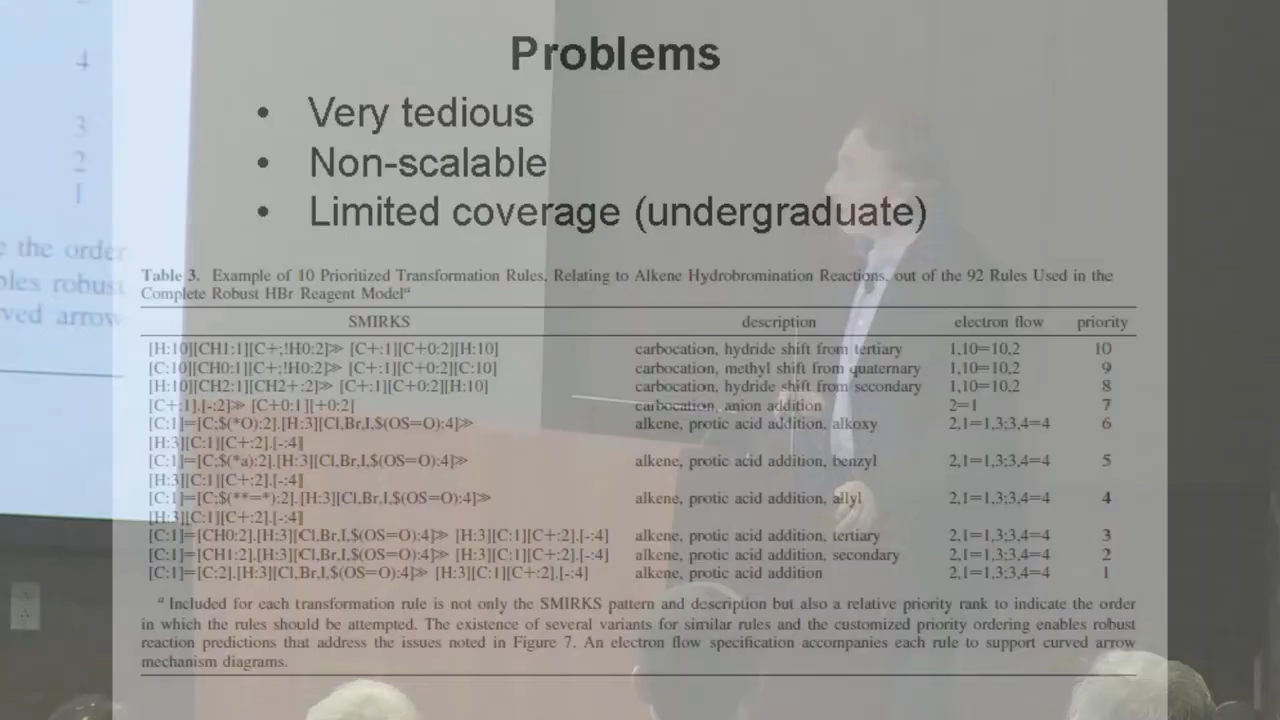 Problems
• Very tedious
• Non-scalable
• Limited coverage (undergraduate)
Table 3. Example of 10 Prioritized Transformation Rules, Relating to Alkene Hydrobromination Reactions, out of the 92 Rules Used in the
Complete Robust HBr Reagent Modelᵃ
SMIRKS description electron flow priority
[H:10][CH1:1][C+;!H0:2]≫ [C+:1][C+0:2][H:10] carbocation, hydride shift from tertiary 1,10=10,2 10
[C:10][CH0:1][C+;!H0:2]≫ [C+:1][C+0:2][C:10] carbocation, methyl shift from quaternary 1,10=10,2 9
[H:10][CH2:1][CH2+:2]≫ [C+:1][C+0:2][H:10] carbocation, hydride shift from secondary 1,10=10,2 8
[C+:1].[-:2]≫ [C+0:1][+0:2] carbocation, anion addition 2=1 7
[C:1]=[C;$(*O):2].[H:3][Cl,Br,I,$(OS=O):4]≫ alkene, protic acid addition, alkoxy 2,1=1,3;3,4=4 6
[H:3][C:1][C+:2].[-:4]
[C:1]=[C;$(*a):2].[H:3][Cl,Br,I,$(OS=O):4]≫ alkene, protic acid addition, benzyl 2,1=1,3;3,4=4 5
[H:3][C:1][C+:2].[-:4]
[C:1]=[C;$(**=*):2].[H:3][Cl,Br,I,$(OS=O):4]≫ alkene, protic acid addition, allyl 2,1=1,3;3,4=4 4
[H:3][C:1][C+:2].[-:4]
[C:1]=[CH0:2].[H:3][Cl,Br,I,$(OS=O):4]≫ [H:3][C:1][C+:2].[-:4] alkene, protic acid addition, tertiary 2,1=1,3;3,4=4 3
[C:1]=[CH1:2].[H:3][Cl,Br,I,$(OS=O):4]≫ [H:3][C:1][C+:2].[-:4] alkene, protic acid addition, secondary 2,1=1,3;3,4=4 2
[C:1]=[C:2].[H:3][Cl,Br,I,$(OS=O):4]≫ [H:3][C:1][C+:2].[-:4] alkene, protic acid addition 2,1=1,3;3,4=4 1
ᵃ Included for each transformation rule is not only the SMIRKS pattern and description but also a relative priority rank to indicate the order
in which the rules should be attempted. The existence of several variants for similar rules and the customized priority ordering enables robust
reaction predictions that address the issues noted in Figure 7. An electron flow specification accompanies each rule to support curved arrow
mechanism diagrams.
4
3
2
1
the order
robust
arrow